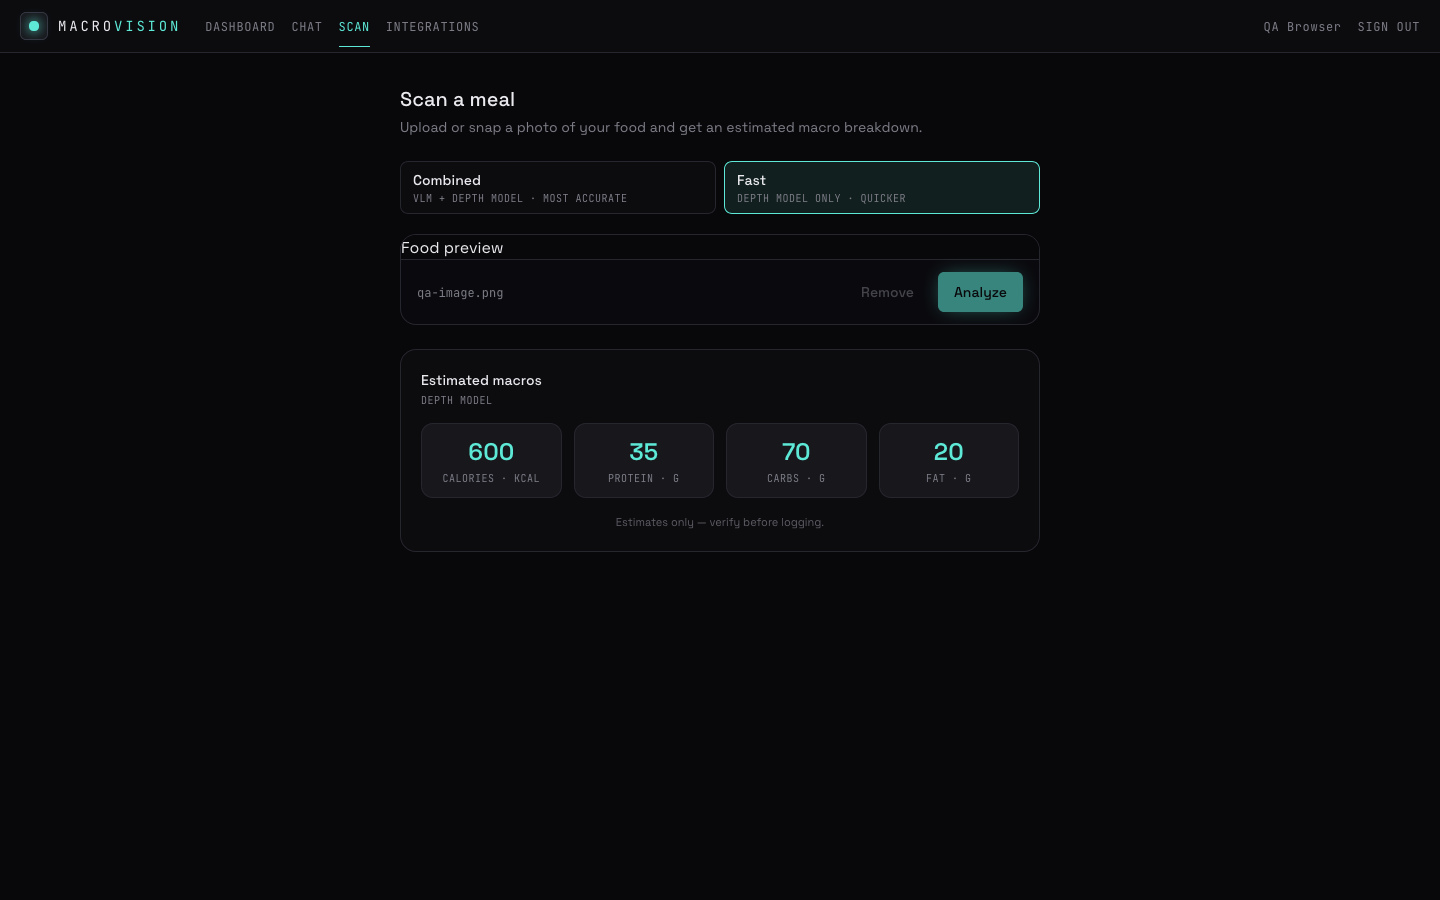 MACROVISION DASHBOARD CHAT SCAN INTEGRATIONS QA Browser SIGN OUT
Scan a meal
Upload or snap a photo of your food and get an estimated macro breakdown.
Combined
VLM + DEPTH MODEL · MOST ACCURATE
Fast
DEPTH MODEL ONLY · QUICKER
Food preview
qa-image.png Remove Analyze
Estimated macros
DEPTH MODEL
600
CALORIES · KCAL
35
PROTEIN · G
70
CARBS · G
20
FAT · G
Estimates only — verify before logging.